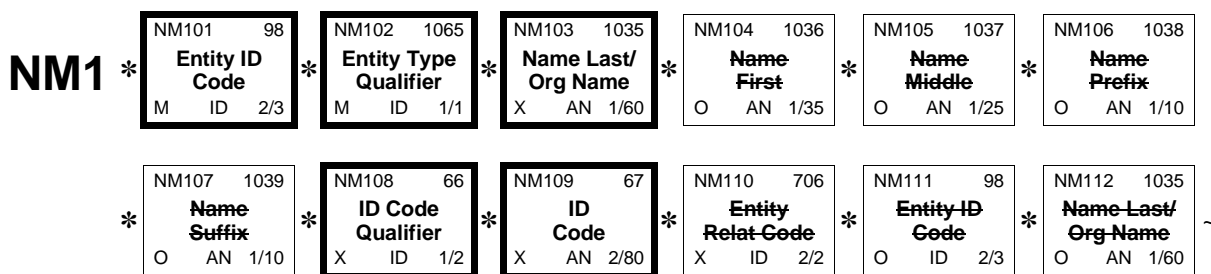 NM101 98 NM102 1065 NM103 1035 NM104 1036 NM105 1037 NM106 1038
NM1 * Entity ID * Entity Type * Name Last/ * Name * Name * Name
Code Qualifier Org Name First Middle Prefix
M ID 2/3 M ID 1/1 X AN 1/60 O AN 1/35 O AN 1/25 O AN 1/10
NM107 1039 NM108 66 NM109 67 NM110 706 NM111 98 NM112 1035
* Name * ID Code * ID * Entity * Entity ID * Name Last/ ~
Suffix Qualifier Code Relat Code Code Org Name
O AN 1/10 X ID 1/2 X AN 2/80 X ID 2/2 O ID 2/3 O AN 1/60